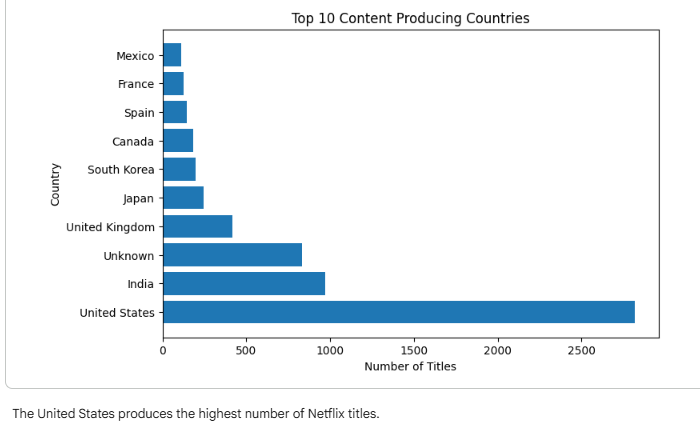 Top 10 Content Producing Countries
Country
Mexico
France
Spain
Canada
South Korea
Japan
United Kingdom
Unknown
India
United States
0 500 1000 1500 2000 2500
Number of Titles
The United States produces the highest number of Netflix titles.